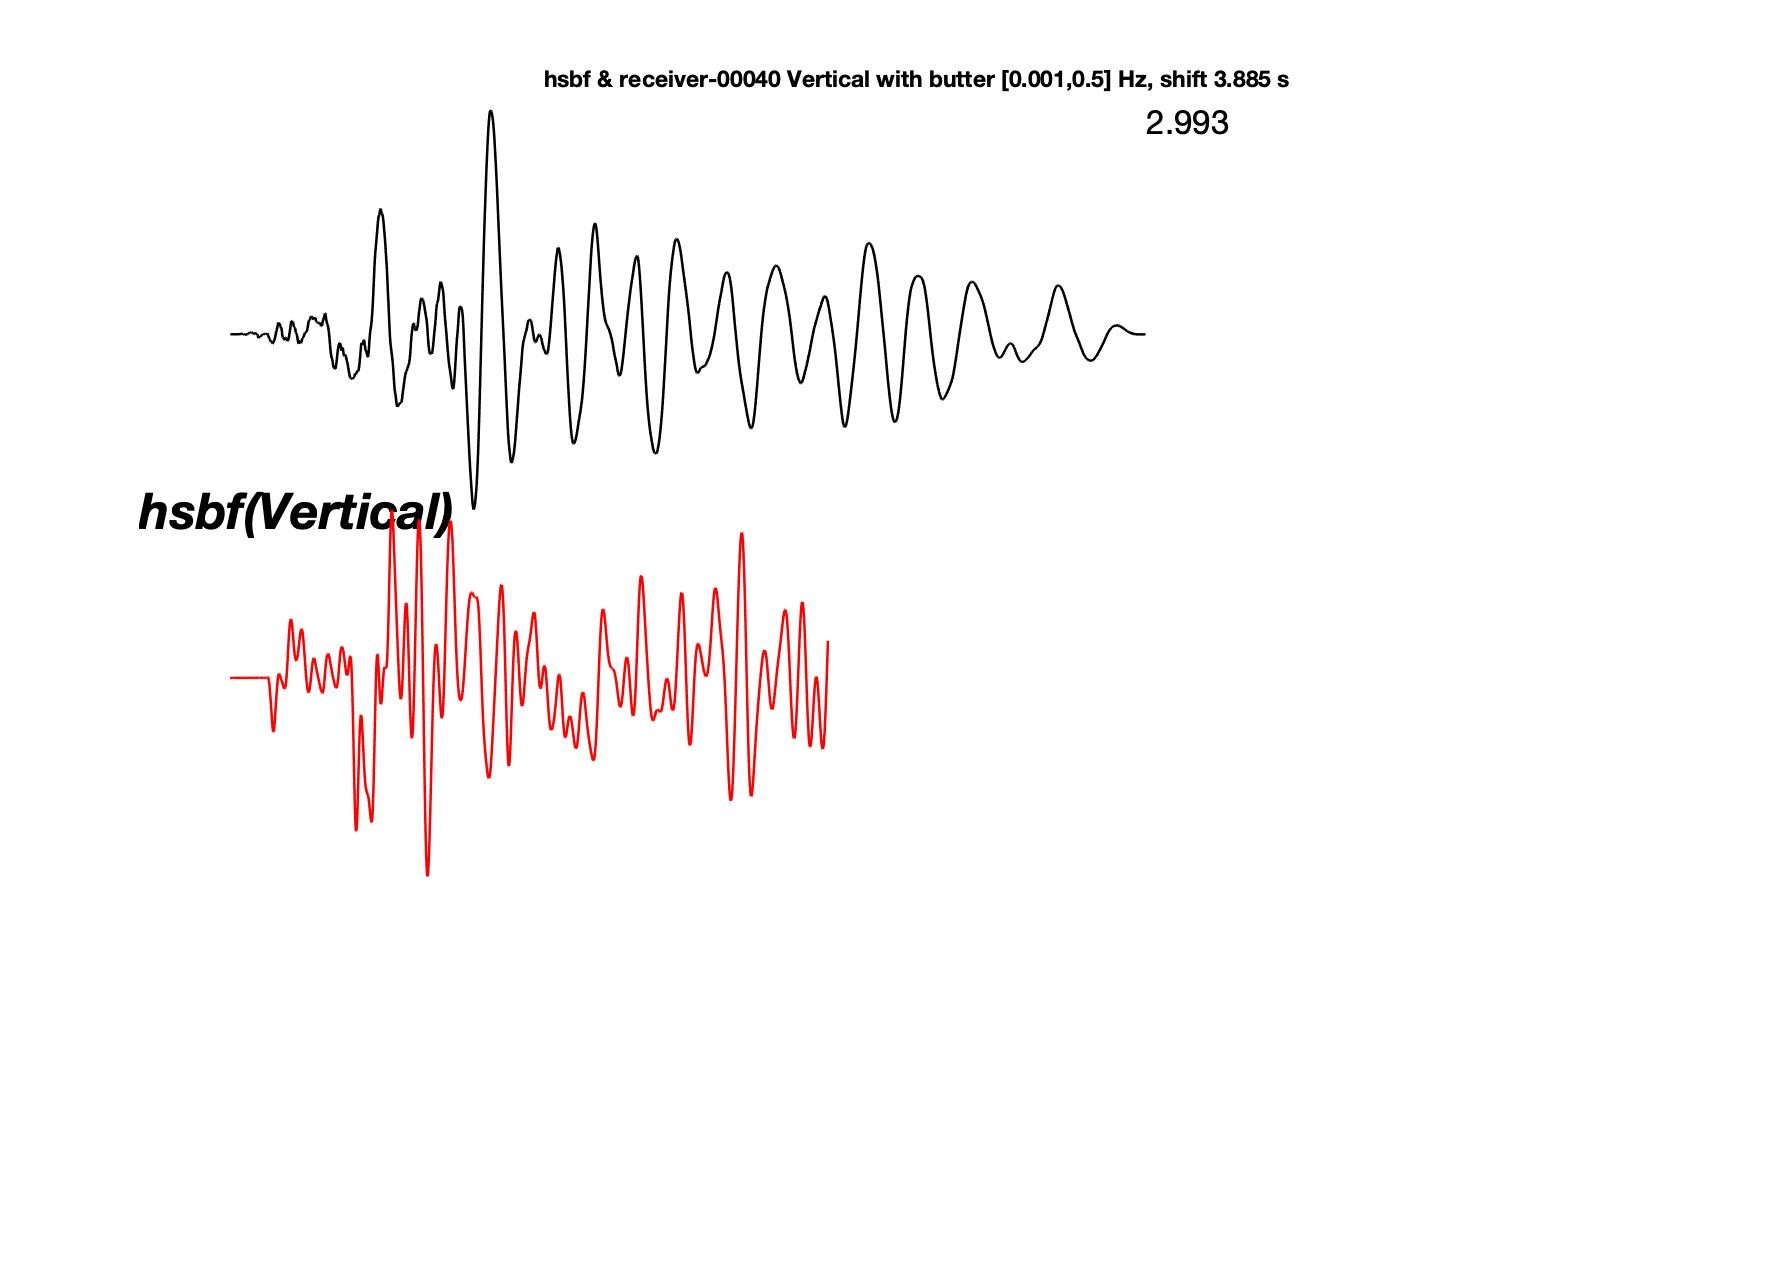 hsbf & receiver-00040 Vertical with butter [0.001,0.5] Hz, shift 3.885 s
2.993
hsbf(Vertical)